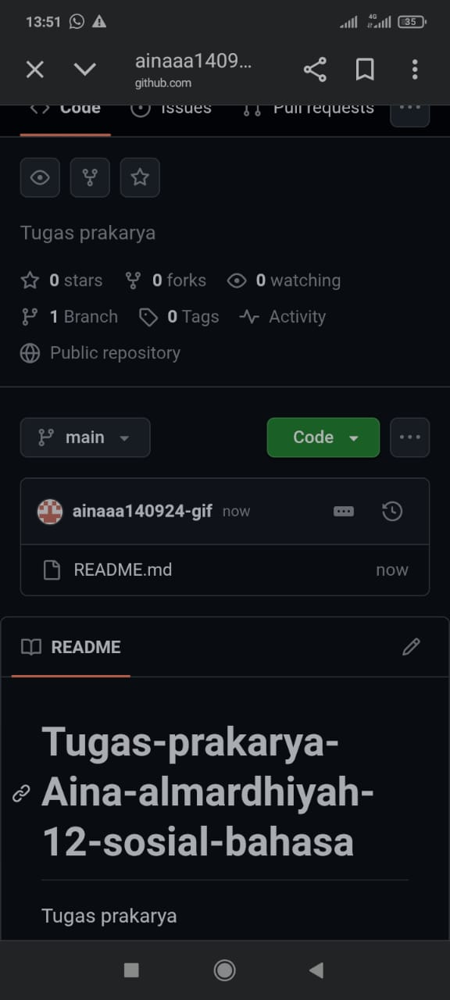 13:51 4G 35
ainaaa1409...
github.com
Code Issues Pull requests
Tugas prakarya
0 stars 0 forks 0 watching
1 Branch 0 Tags Activity
Public repository
main Code
ainaaa140924-gif now
README.md now
README
Tugas-prakarya-
Aina-almardhiyah-
12-sosial-bahasa
Tugas prakarya